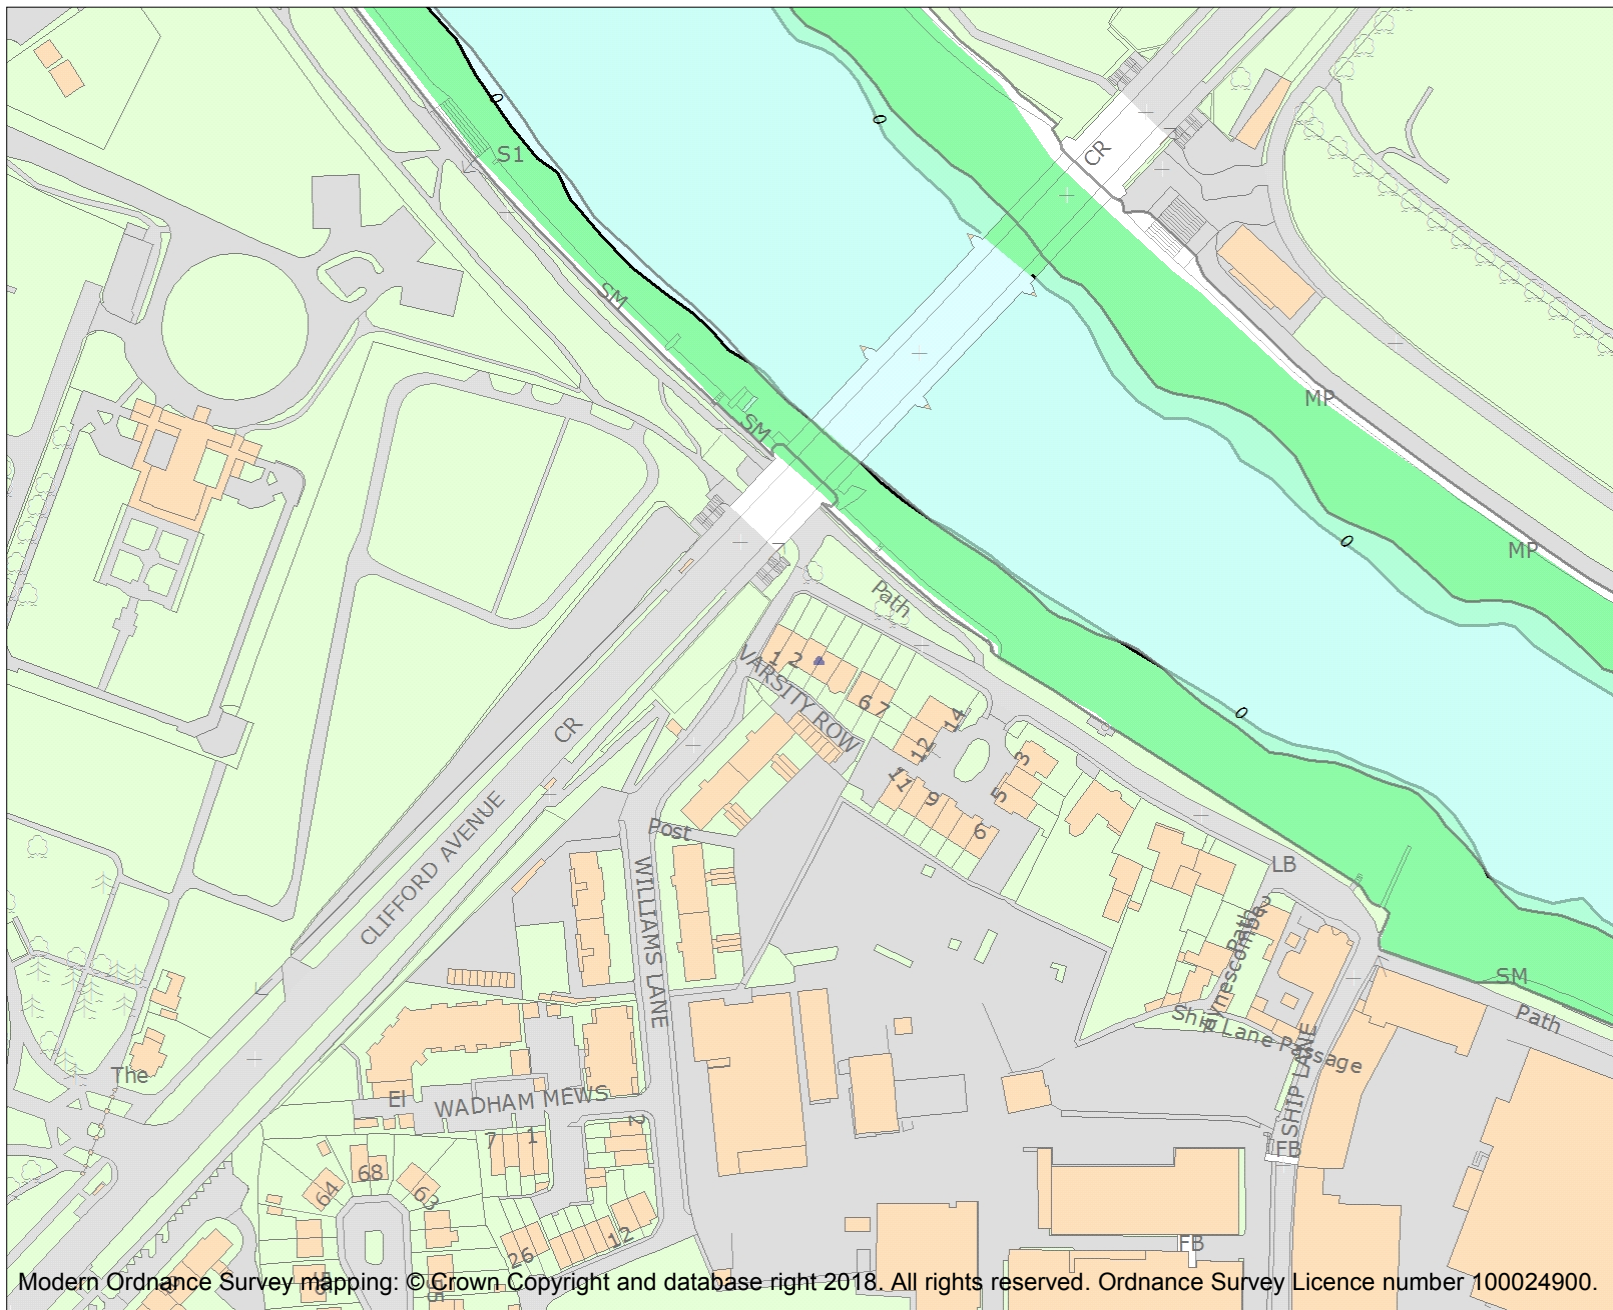 0
0
CR
S1
SM
MP
SM
0
MP
Path
1 2
VARSITY ROW
6 7
14
12
0
CR
3
11
9
5
6
CLIFFORD AVENUE
Post
LB
WILLIAMS LANE
2
Path
SM
Ship Lane Passage
Path
SHIP LANE
The
El
WADHAM MEWS
7
1
2
FB
64
68
63
26
12
FB
Modern Ordnance Survey mapping: © Crown Copyright and database right 2018. All rights reserved. Ordnance Survey Licence number 100024900.